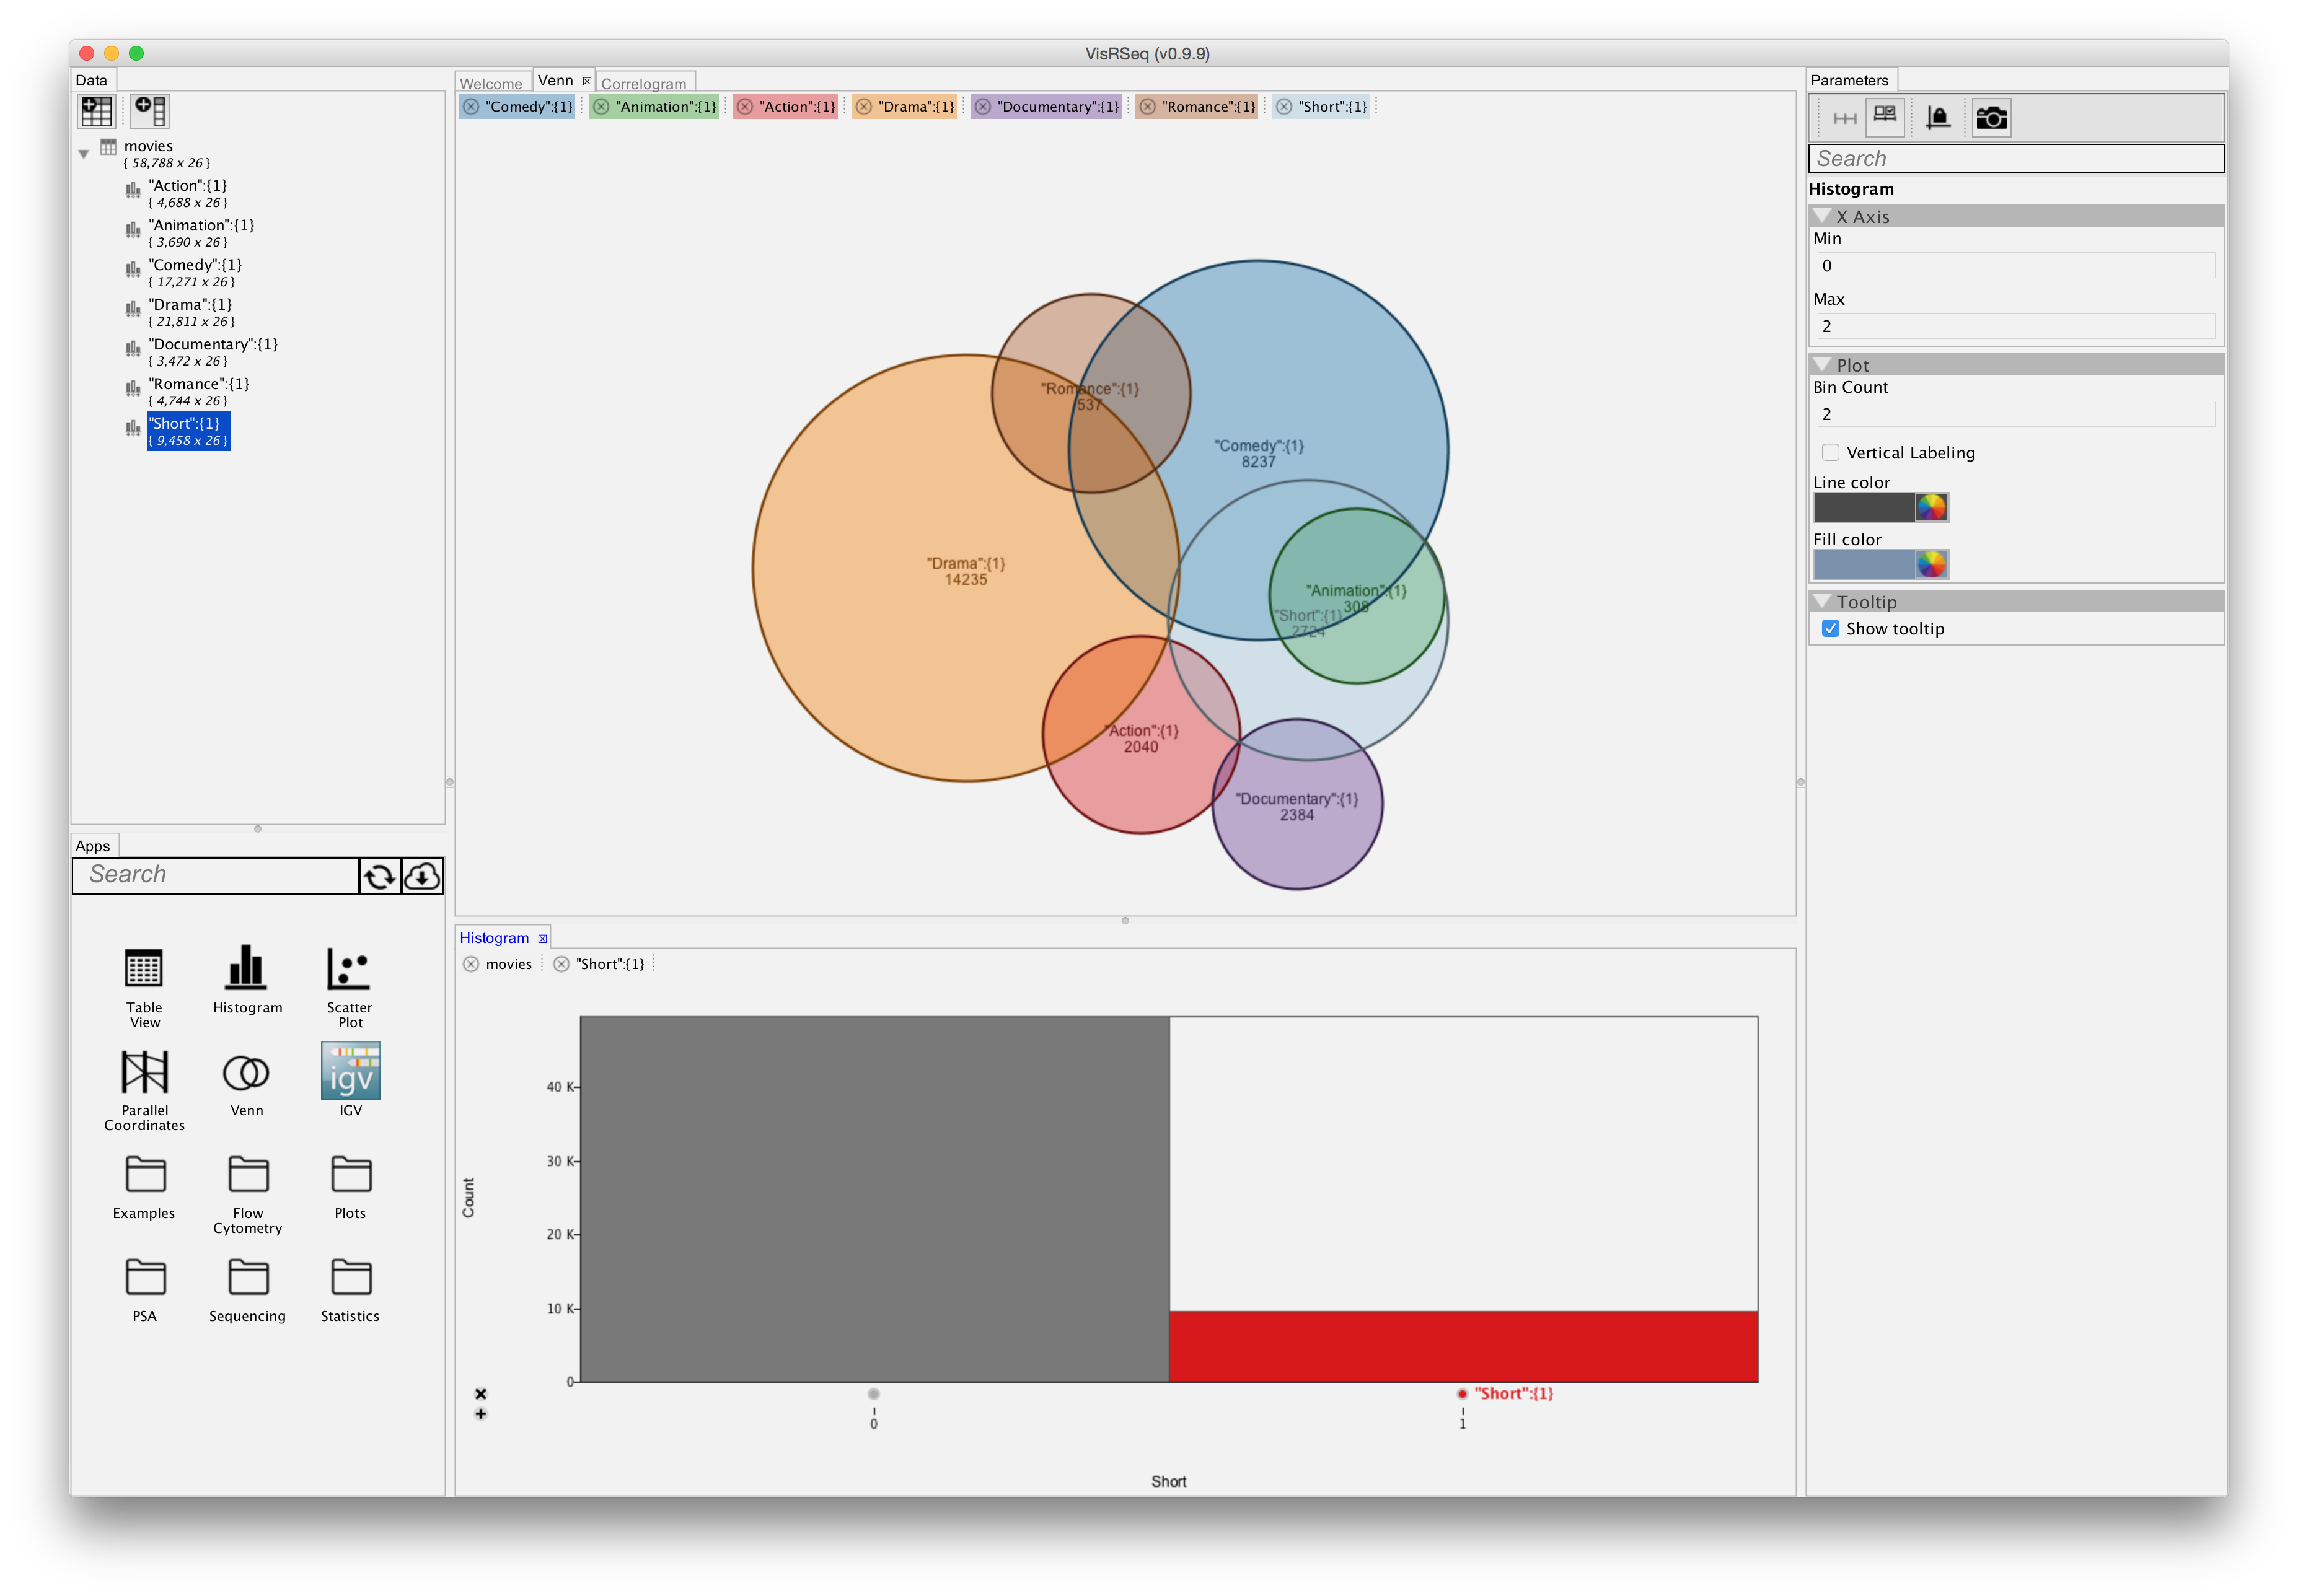 VisRSeq (v0.9.9)
Data
movies
{ 58,788 x 26 }
"Action":{1}
{ 4,688 x 26 }
"Animation":{1}
{ 3,690 x 26 }
"Comedy":{1}
{ 17,271 x 26 }
"Drama":{1}
{ 21,811 x 26 }
"Documentary":{1}
{ 3,472 x 26 }
"Romance":{1}
{ 4,744 x 26 }
"Short":{1}
{ 9,458 x 26 }
Apps
Search
Table View
Histogram
Scatter Plot
Parallel Coordinates
Venn
igv
IGV
Examples
Flow Cytometry
Plots
PSA
Sequencing
Statistics
Welcome Venn Correlogram
"Comedy":{1} "Animation":{1} "Action":{1} "Drama":{1} "Documentary":{1} "Romance":{1} "Short":{1}
"Romance":{1}
537
"Comedy":{1}
8237
"Drama":{1}
14235
"Animation":{1}
308
"Short":{1}
2724
"Action":{1}
2040
"Documentary":{1}
2384
Histogram
movies "Short":{1}
Count
40 K
30 K
20 K
10 K
0
"Short":{1}
0 1
Short
Parameters
Search
Histogram
X Axis
Min
0
Max
2
Plot
Bin Count
2
Vertical Labeling
Line color
Fill color
Tooltip
Show tooltip